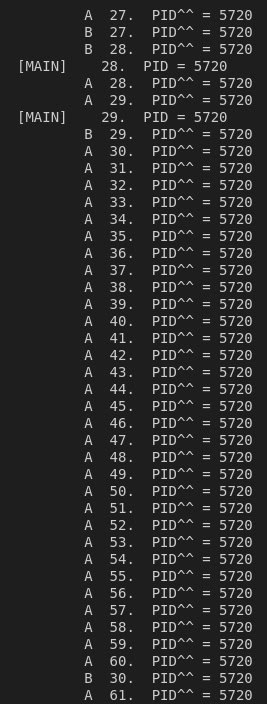 A  27.  PID^^ = 5720
B  27.  PID^^ = 5720
B  28.  PID^^ = 5720
[MAIN]    28.  PID = 5720
A  28.  PID^^ = 5720
A  29.  PID^^ = 5720
[MAIN]    29.  PID = 5720
B  29.  PID^^ = 5720
A  30.  PID^^ = 5720
A  31.  PID^^ = 5720
A  32.  PID^^ = 5720
A  33.  PID^^ = 5720
A  34.  PID^^ = 5720
A  35.  PID^^ = 5720
A  36.  PID^^ = 5720
A  37.  PID^^ = 5720
A  38.  PID^^ = 5720
A  39.  PID^^ = 5720
A  40.  PID^^ = 5720
A  41.  PID^^ = 5720
A  42.  PID^^ = 5720
A  43.  PID^^ = 5720
A  44.  PID^^ = 5720
A  45.  PID^^ = 5720
A  46.  PID^^ = 5720
A  47.  PID^^ = 5720
A  48.  PID^^ = 5720
A  49.  PID^^ = 5720
A  50.  PID^^ = 5720
A  51.  PID^^ = 5720
A  52.  PID^^ = 5720
A  53.  PID^^ = 5720
A  54.  PID^^ = 5720
A  55.  PID^^ = 5720
A  56.  PID^^ = 5720
A  57.  PID^^ = 5720
A  58.  PID^^ = 5720
A  59.  PID^^ = 5720
A  60.  PID^^ = 5720
B  30.  PID^^ = 5720
A  61.  PID^^ = 5720